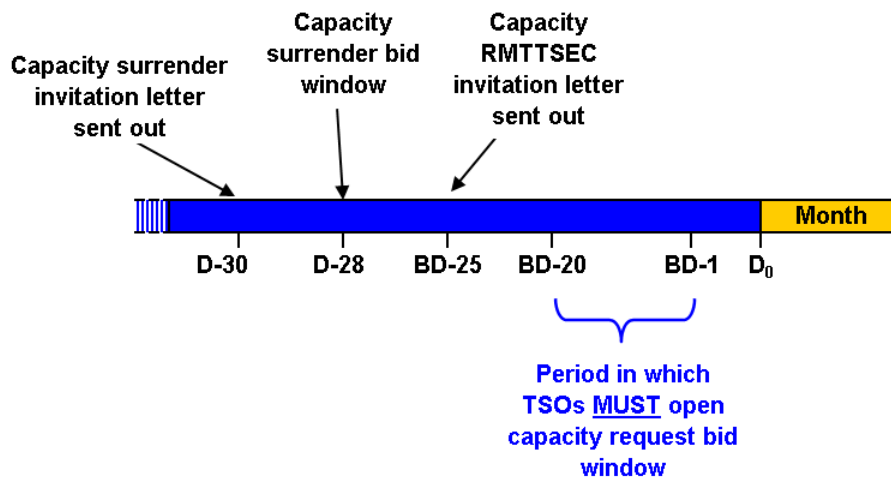 Capacity surrender
invitation letter
sent out
Capacity
surrender bid
window
Capacity
RMTTSEC
invitation letter
sent out
Month
D-30
D-28
BD-25
BD-20
BD-1
D₀
Period in which
TSOs MUST open
capacity request bid
window